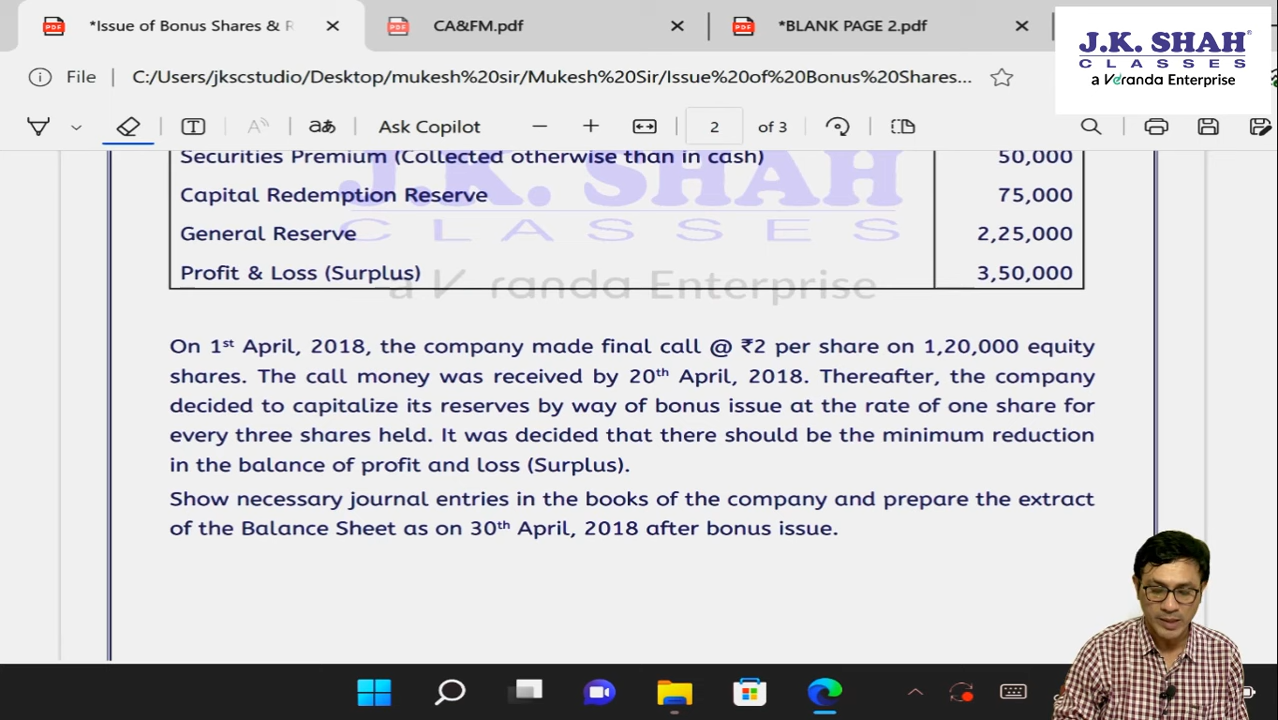 *Issue of Bonus Shares & R
CA&FM.pdf
*BLANK PAGE 2.pdf
J.K. SHAH®
CLASSES
a Veranda Enterprise
File
C:/Users/jkscstudio/Desktop/mukesh%20sir/Mukesh%20Sir/Issue%20of%20Bonus%20Shares...
Ask Copilot
2
of 3
J.K. SHAH
CLASSES
a V randa Enterprise
Securities Premium (Collected otherwise than in cash) 50,000
Capital Redemption Reserve 75,000
General Reserve 2,25,000
Profit & Loss (Surplus) 3,50,000
On 1st April, 2018, the company made final call @ ₹2 per share on 1,20,000 equity
shares. The call money was received by 20th April, 2018. Thereafter, the company
decided to capitalize its reserves by way of bonus issue at the rate of one share for
every three shares held. It was decided that there should be the minimum reduction
in the balance of profit and loss (Surplus).
Show necessary journal entries in the books of the company and prepare the extract
of the Balance Sheet as on 30th April, 2018 after bonus issue.